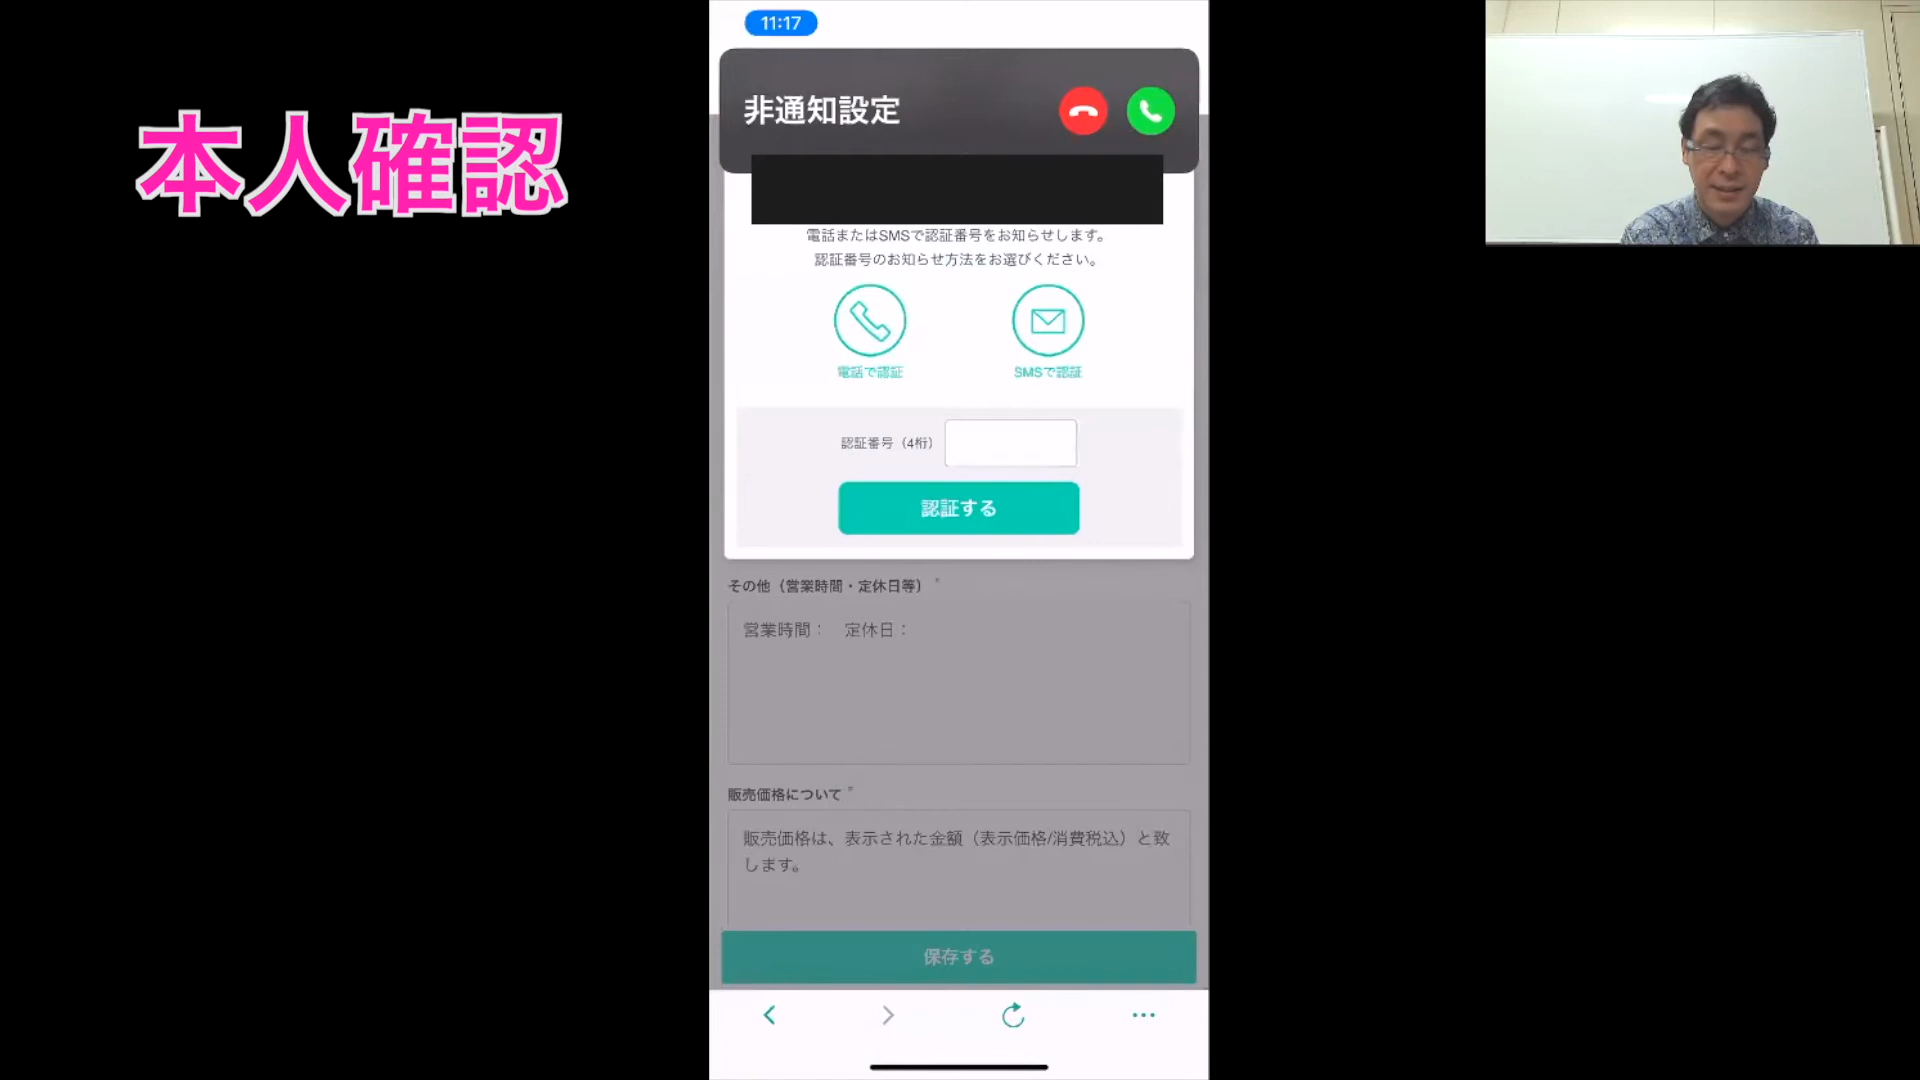 本人確認
11:17
非通知設定
電話またはSMSで認証番号をお知らせします。
認証番号のお知らせ方法をお選びください。
電話で認証
SMSで認証
認証番号（4桁）
認証する
その他（営業時間・定休日等） *
営業時間： 定休日：
販売価格について *
販売価格は、表示された金額（表示価格/消費税込）と致
します。
保存する